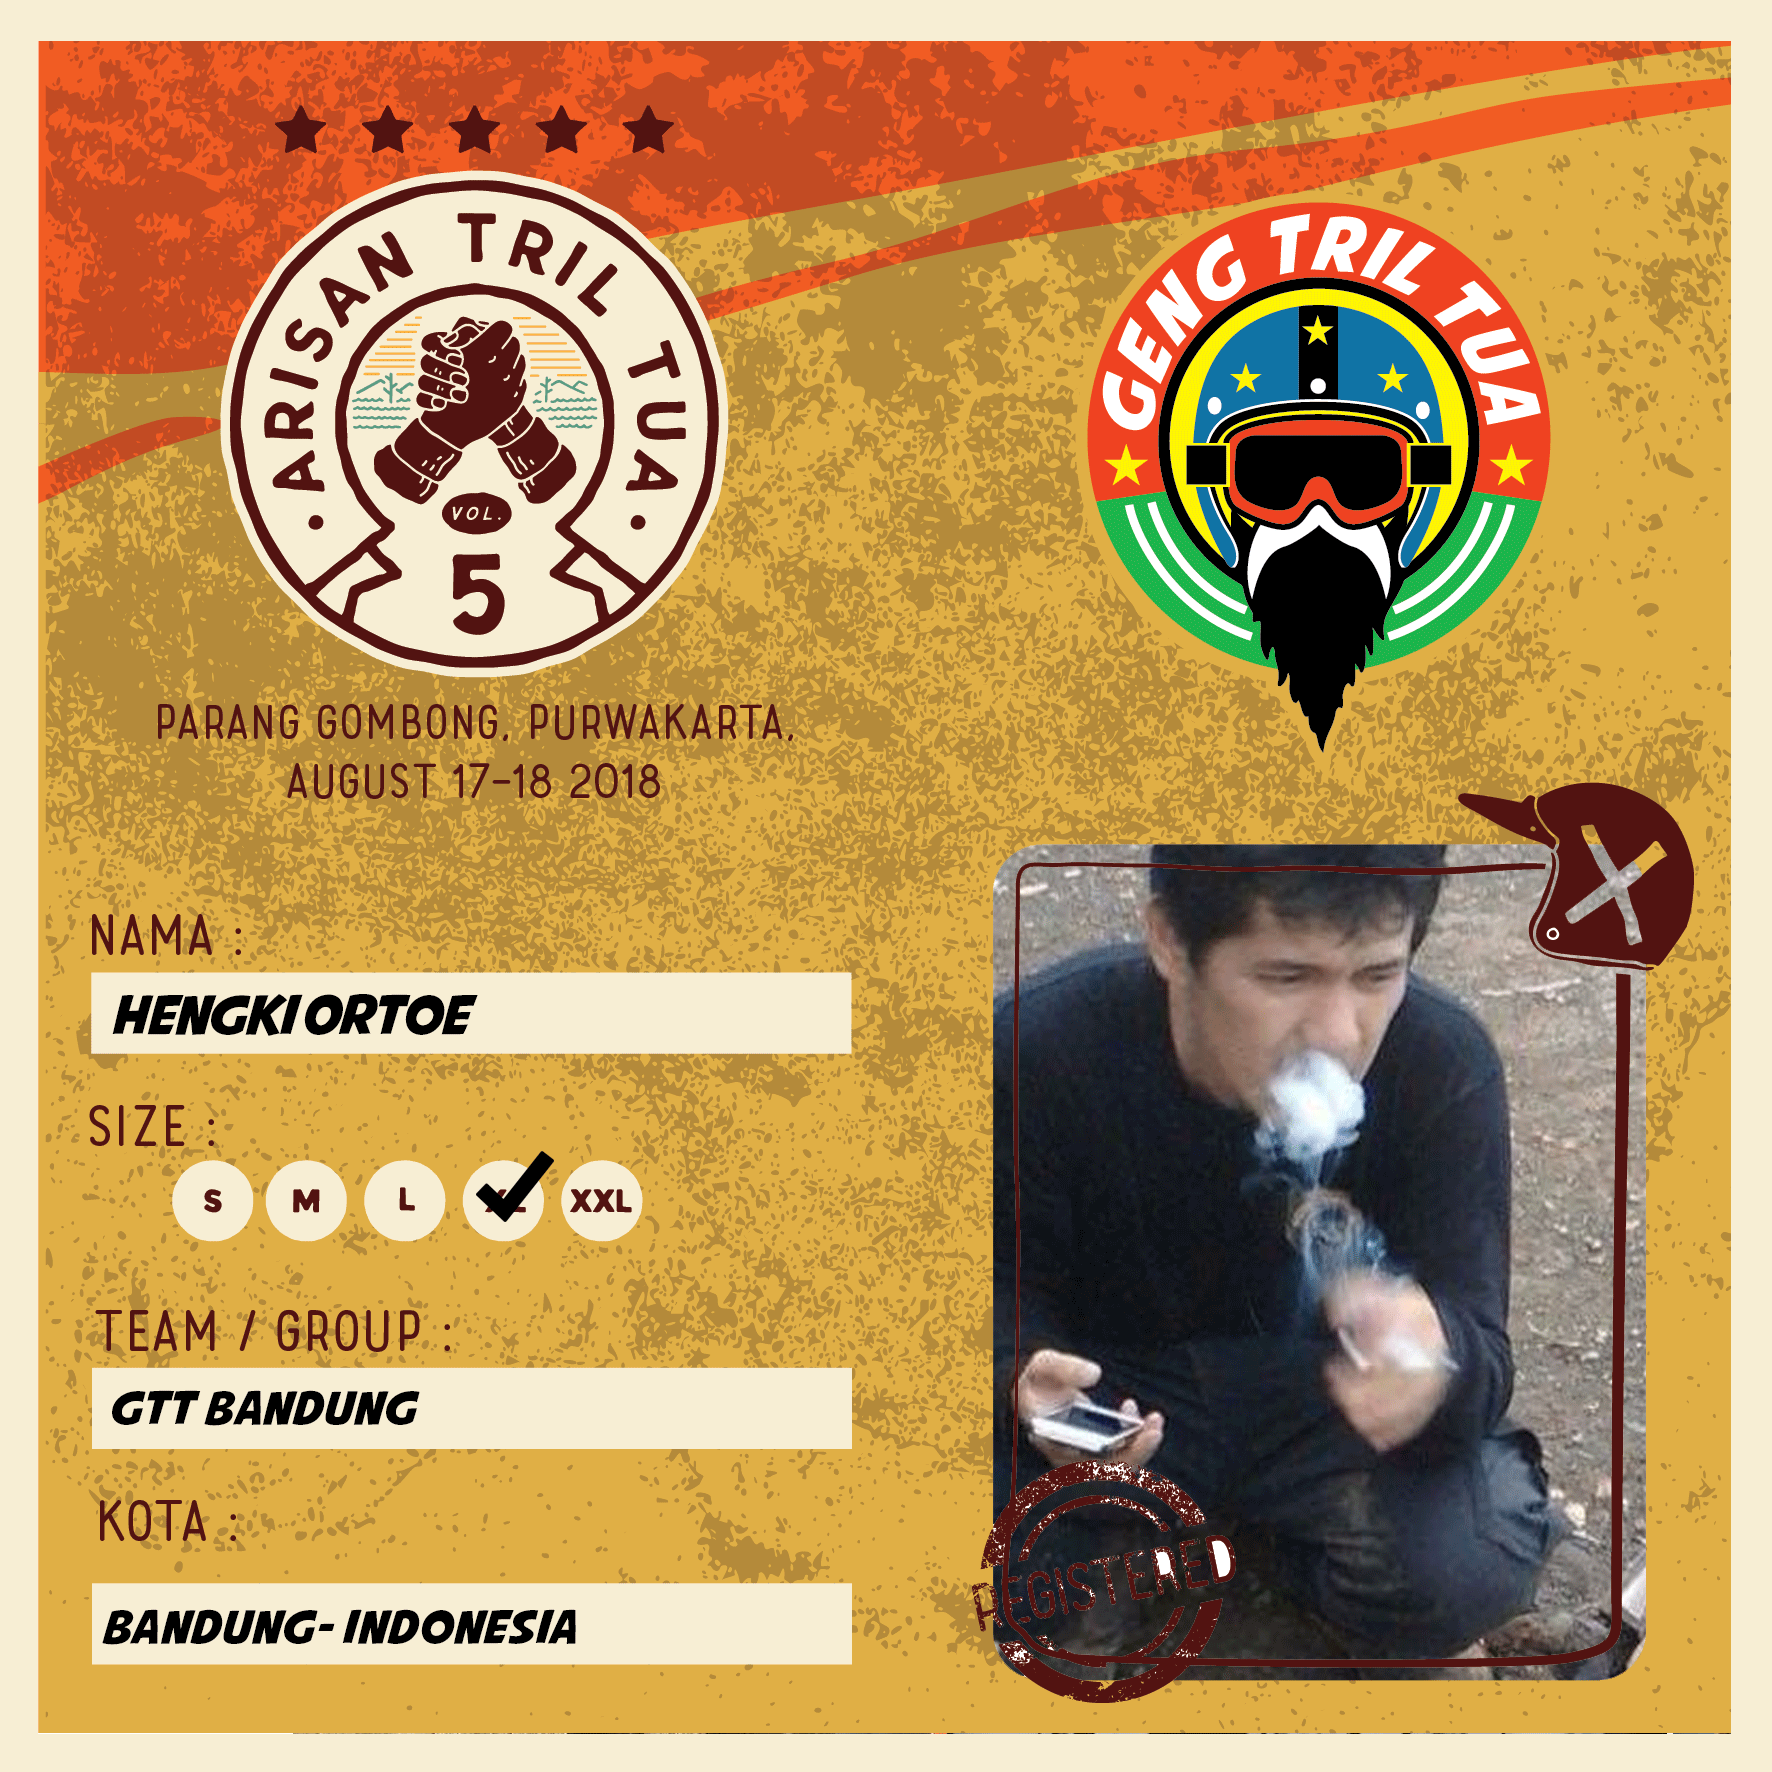 ARISAN TRIL TUA
VOL.
5
GENG TRIL TUA
PARANG GOMBONG, PURWAKARTA,
AUGUST 17-18 2018
NAMA :
HENGKI ORTOE
SIZE :
S M L XL XXL
TEAM / GROUP :
GTT BANDUNG
KOTA :
BANDUNG- INDONESIA
REGISTERED